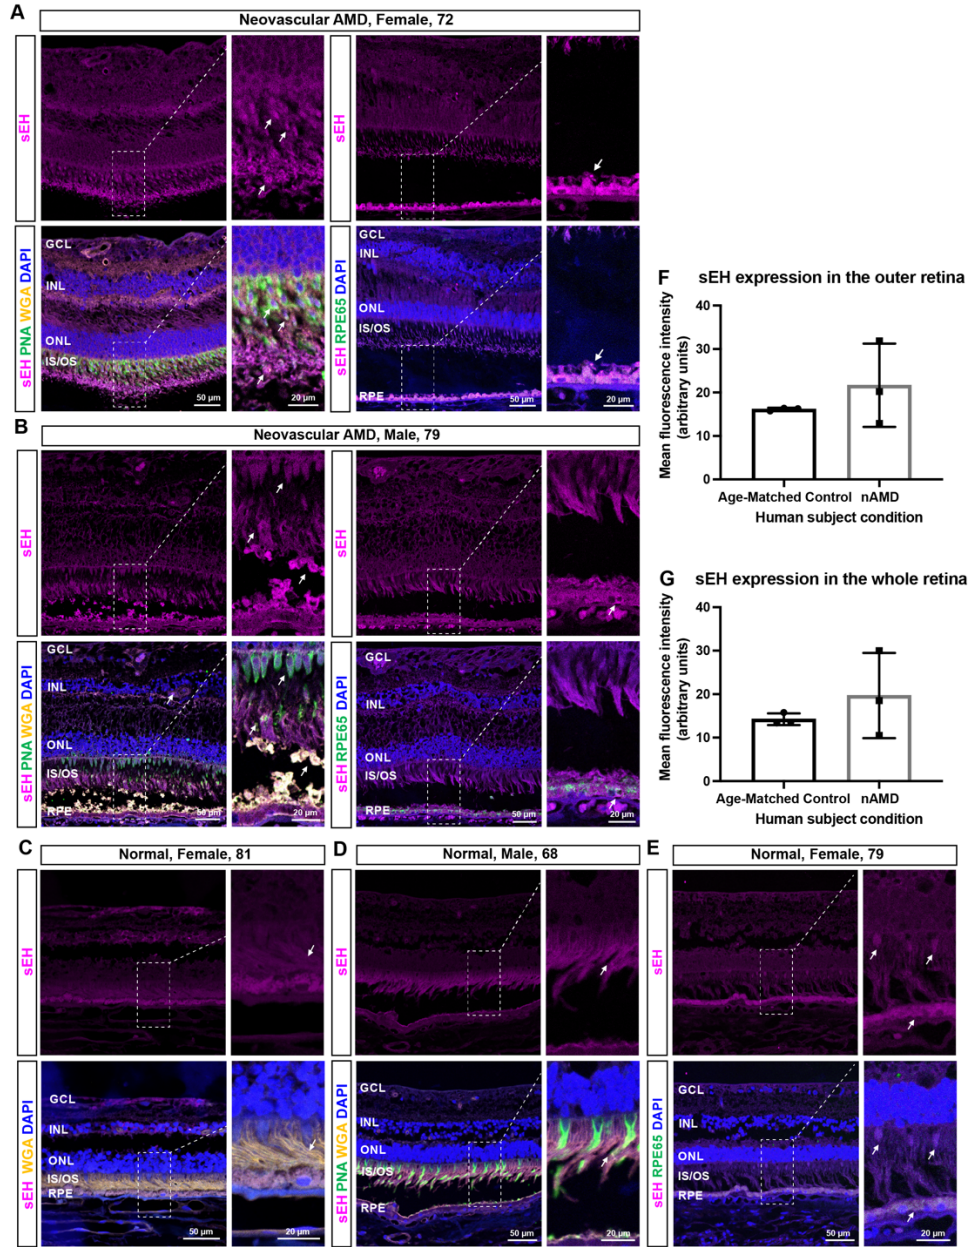 A
Neovascular AMD, Female, 72
sEH
sEH
sEH PNA WGA DAPI
GCL
INL
ONL
IS/OS
50 µm
20 µm
sEH RPE65 DAPI
GCL
INL
ONL
IS/OS
RPE
50 µm
20 µm
B
Neovascular AMD, Male, 79
sEH
sEH
sEH PNA WGA DAPI
GCL
INL
ONL
IS/OS
RPE
50 µm
20 µm
sEH RPE65 DAPI
GCL
INL
ONL
IS/OS
RPE
50 µm
20 µm
C
Normal, Female, 81
sEH
sEH WGA DAPI
GCL
INL
ONL
IS/OS
RPE
50 µm
20 µm
D
Normal, Male, 68
sEH
sEH PNA WGA DAPI
GCL
INL
ONL
IS/OS
RPE
50 µm
20 µm
E
Normal, Female, 79
sEH
sEH RPE65 DAPI
GCL
INL
ONL
IS/OS
RPE
50 µm
20 µm
F
sEH expression in the outer retina
Mean fluorescence intensity
(arbitrary units)
40
30
20
10
0
Age-Matched Control nAMD
Human subject condition
G
sEH expression in the whole retina
Mean fluorescence intensity
(arbitrary units)
40
30
20
10
0
Age-Matched Control nAMD
Human subject condition